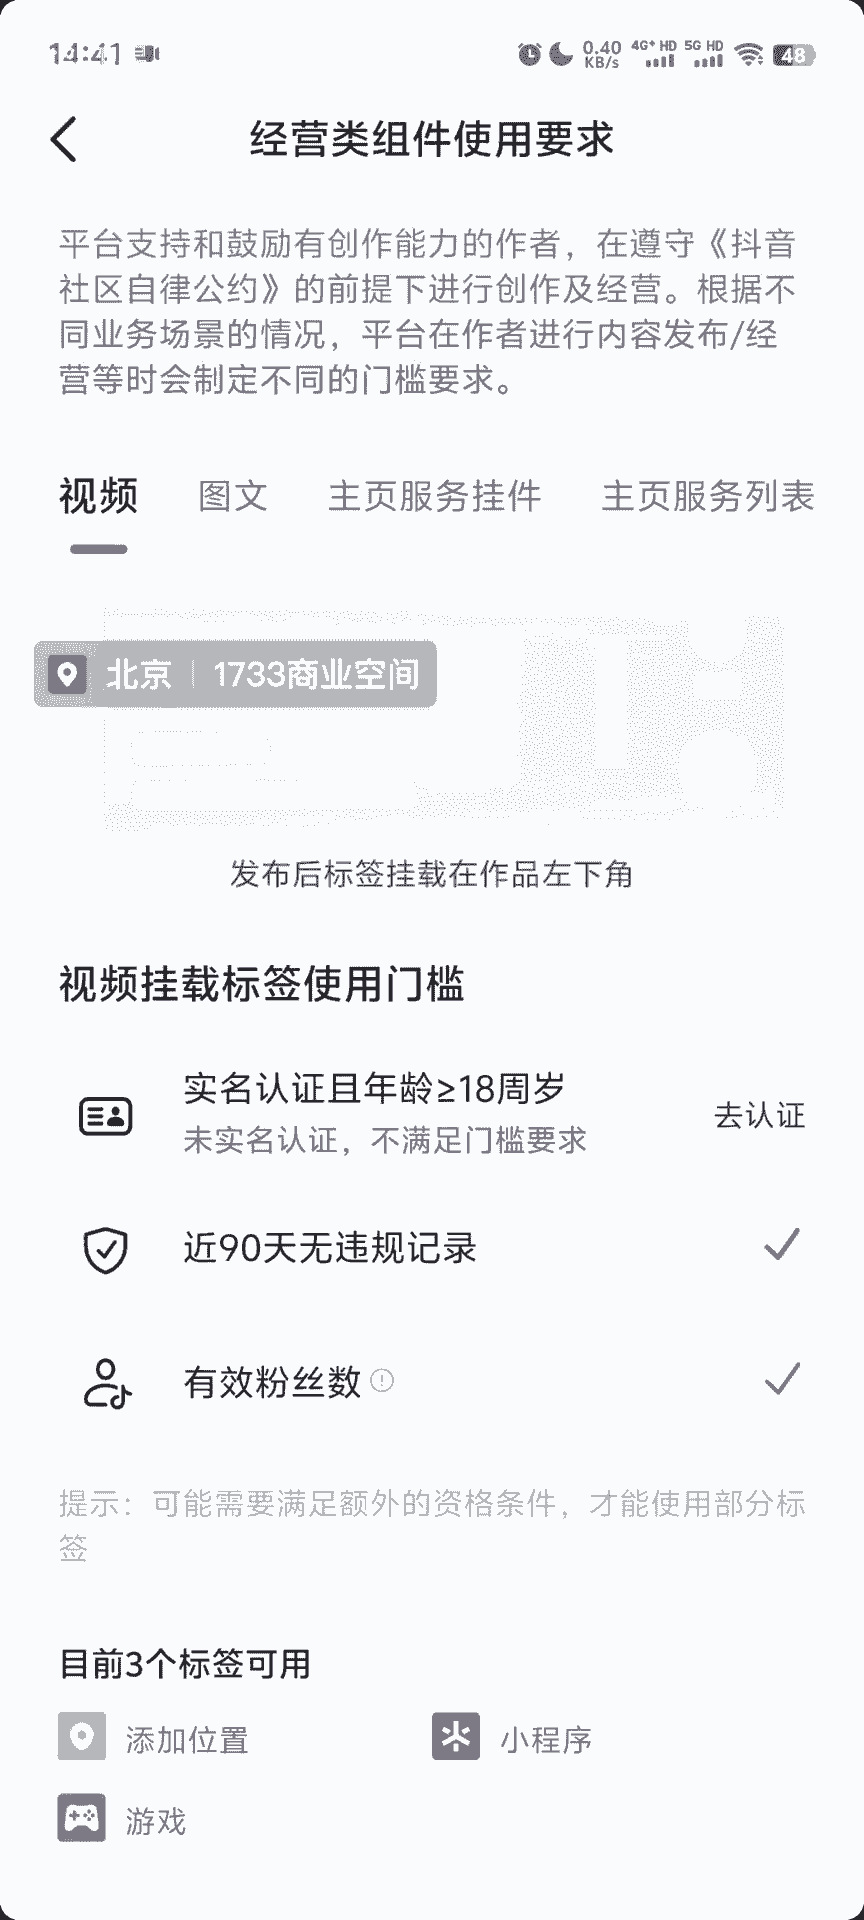 14:41
0.40 KB/s 4G+ HD 5G HD 48
经营类组件使用要求
平台支持和鼓励有创作能力的作者，在遵守《抖音
社区自律公约》的前提下进行创作及经营。根据不
同业务场景的情况，平台在作者进行内容发布/经
营等时会制定不同的门槛要求。
视频 图文 主页服务挂件 主页服务列表
北京 | 1733商业空间
发布后标签挂载在作品左下角
视频挂载标签使用门槛
实名认证且年龄≥18周岁
未实名认证，不满足门槛要求
去认证
近90天无违规记录
有效粉丝数
提示：可能需要满足额外的资格条件，才能使用部分标
签
目前3个标签可用
添加位置 小程序
游戏